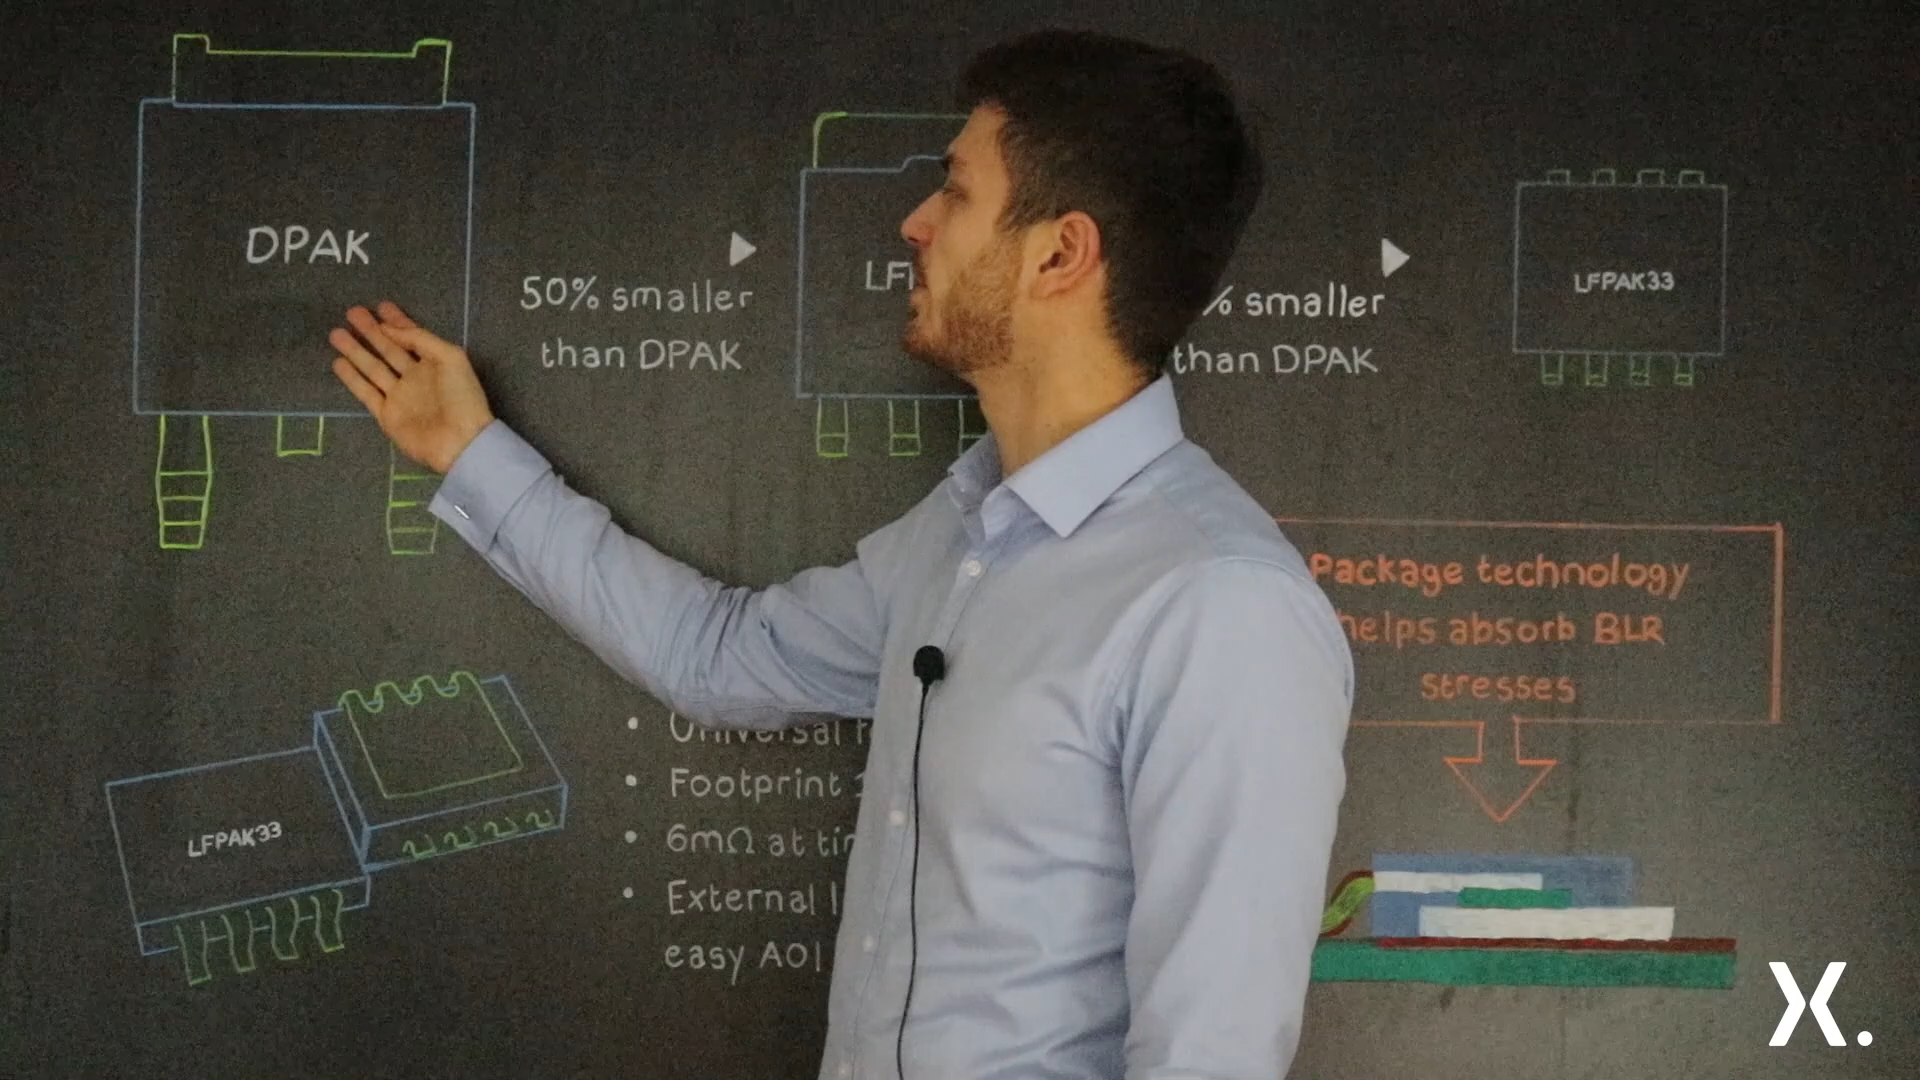 DPAK
50% smaller
than DPAK
% smaller
than DPAK
LFPAK33
Package technology
helps absorb BLR
stresses
LFPAK33
• Universal
• Footprint
• 6mΩ at
• External
easy AOI
X.